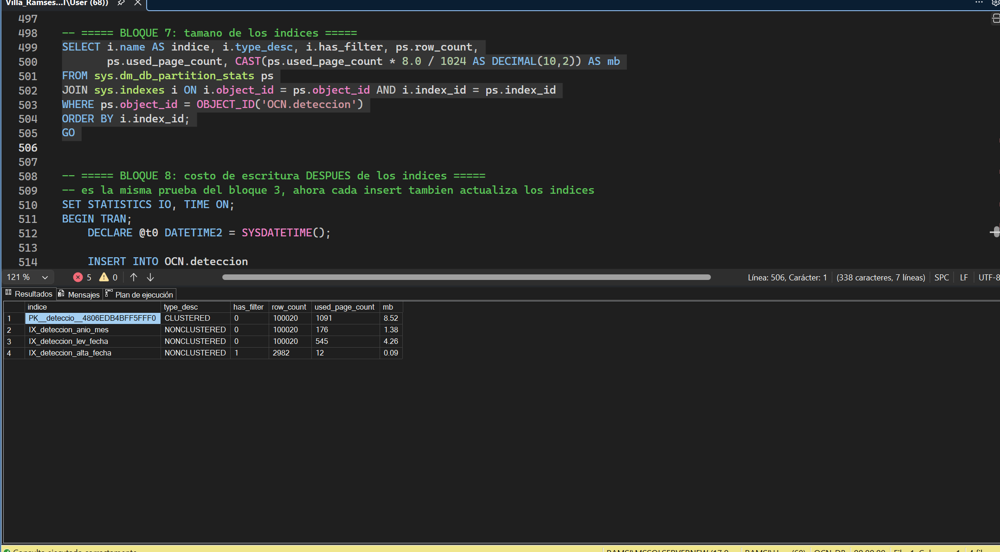 Villa_Ramses...I\User (68))
497
498 -- ===== BLOQUE 7: tamano de los indices =====
499 SELECT i.name AS indice, i.type_desc, i.has_filter, ps.row_count,
500 ps.used_page_count, CAST(ps.used_page_count * 8.0 / 1024 AS DECIMAL(10,2)) AS mb
501 FROM sys.dm_db_partition_stats ps
502 JOIN sys.indexes i ON i.object_id = ps.object_id AND i.index_id = ps.index_id
503 WHERE ps.object_id = OBJECT_ID('OCN.deteccion')
504 ORDER BY i.index_id;
505 GO
506
507
508 -- ===== BLOQUE 8: costo de escritura DESPUES de los indices =====
509 -- es la misma prueba del bloque 3, ahora cada insert tambien actualiza los indices
510 SET STATISTICS IO, TIME ON;
511 BEGIN TRAN;
512 DECLARE @t0 DATETIME2 = SYSDATETIME();
513
514 INSERT INTO OCN.deteccion
121 % 5 0 Línea: 506, Carácter: 1 (338 caracteres, 7 líneas) SPC LF UTF-8
Resultados Mensajes Plan de ejecución
indice type_desc has_filter row_count used_page_count mb
1 PK__deteccio__4806EDB4BFF5FFF0 CLUSTERED 0 100020 1091 8.52
2 IX_deteccion_anio_mes NONCLUSTERED 0 100020 176 1.38
3 IX_deteccion_lev_fecha NONCLUSTERED 0 100020 545 4.26
4 IX_deteccion_alta_fecha NONCLUSTERED 1 2982 12 0.09